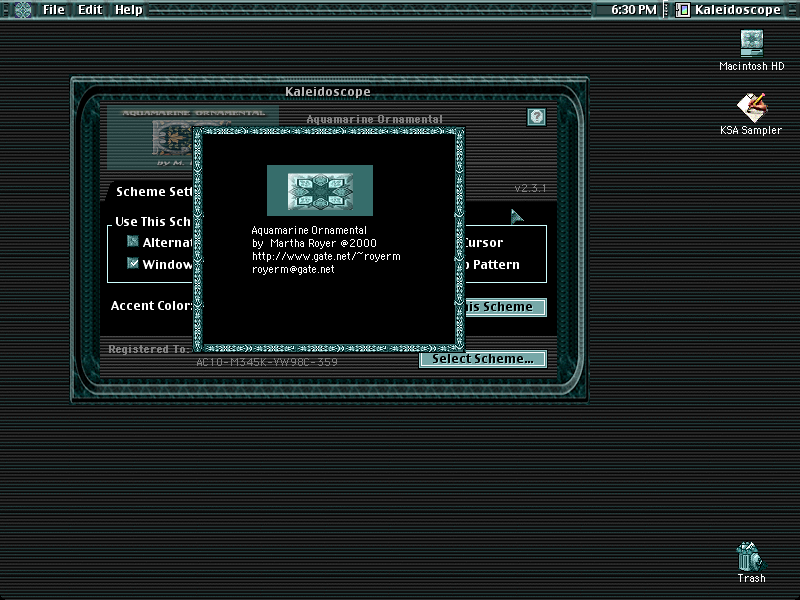 File Edit Help
6:30 PM
Kaleidoscope
Macintosh HD
KSA Sampler
Kaleidoscope
AQUAMARINE ORNAMENTAL
by M.
Aquamarine Ornamental
?
v2.3.1
Scheme Sett
Use This Sch
Alternat
Window
Cursor
Pattern
Accent Color:
his Scheme
Registered To:
AC10-M345K-YW98C-359
Select Scheme...
Aquamarine Ornamental
by Martha Royer @2000
http://www.gate.net/~royerm
royerm@gate.net
Trash